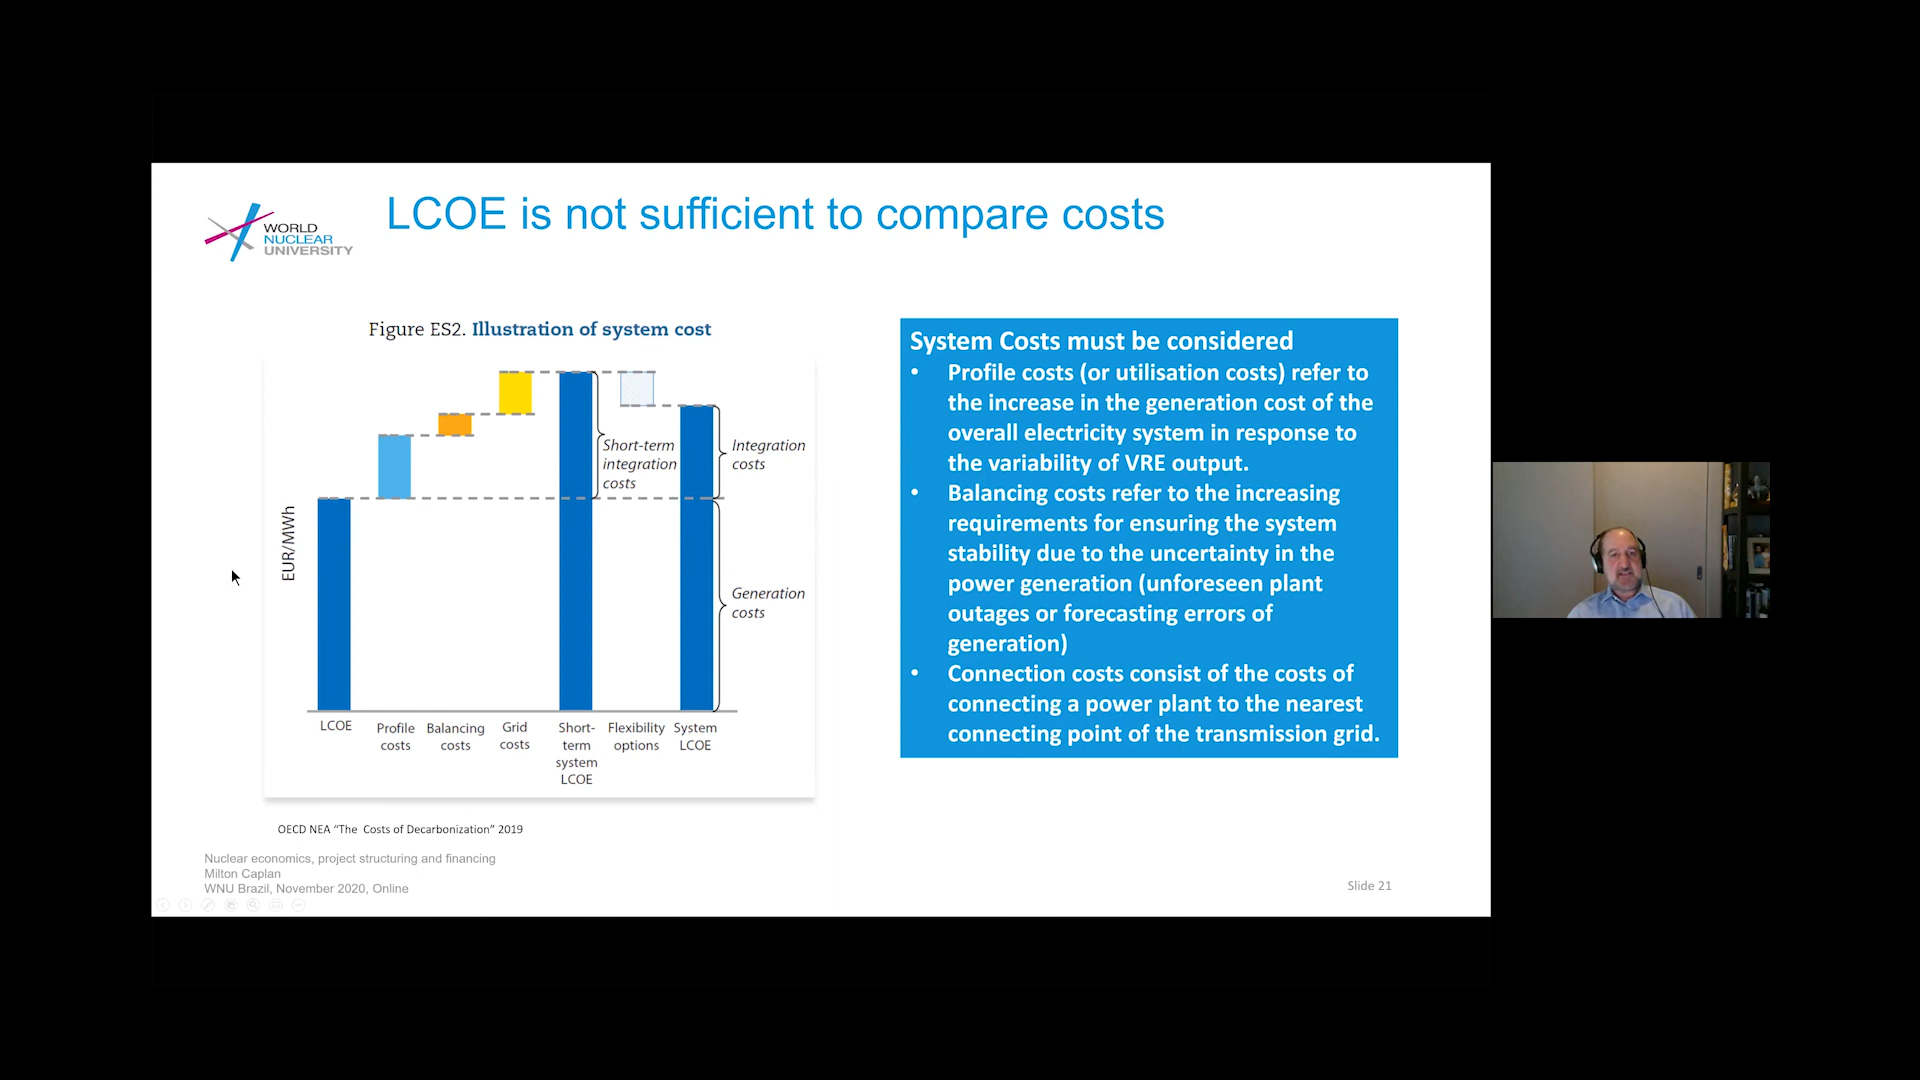 WORLD
NUCLEAR
UNIVERSITY
LCOE is not sufficient to compare costs
Figure ES2. Illustration of system cost
EUR/MWh
Short-term
integration
costs
Integration
costs
Generation
costs
LCOE
Profile
costs
Balancing
costs
Grid
costs
Short-
term
system
LCOE
Flexibility
options
System
LCOE
OECD NEA “The Costs of Decarbonization” 2019
System Costs must be considered
• Profile costs (or utilisation costs) refer to
the increase in the generation cost of the
overall electricity system in response to
the variability of VRE output.
• Balancing costs refer to the increasing
requirements for ensuring the system
stability due to the uncertainty in the
power generation (unforeseen plant
outages or forecasting errors of
generation)
• Connection costs consist of the costs of
connecting a power plant to the nearest
connecting point of the transmission grid.
Nuclear economics, project structuring and financing
Milton Caplan
WNU Brazil, November 2020, Online
Slide 21